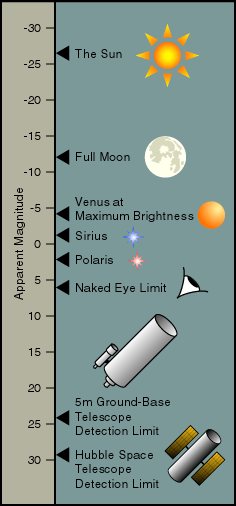 Apparent Magnitude
-30
-25
-20
-15
-10
-5
0
5
10
15
20
25
30
The Sun
Full Moon
Venus at
Maximum Brightness
Sirius
Polaris
Naked Eye Limit
5m Ground-Base
Telescope
Detection Limit
Hubble Space
Telescope
Detection Limit